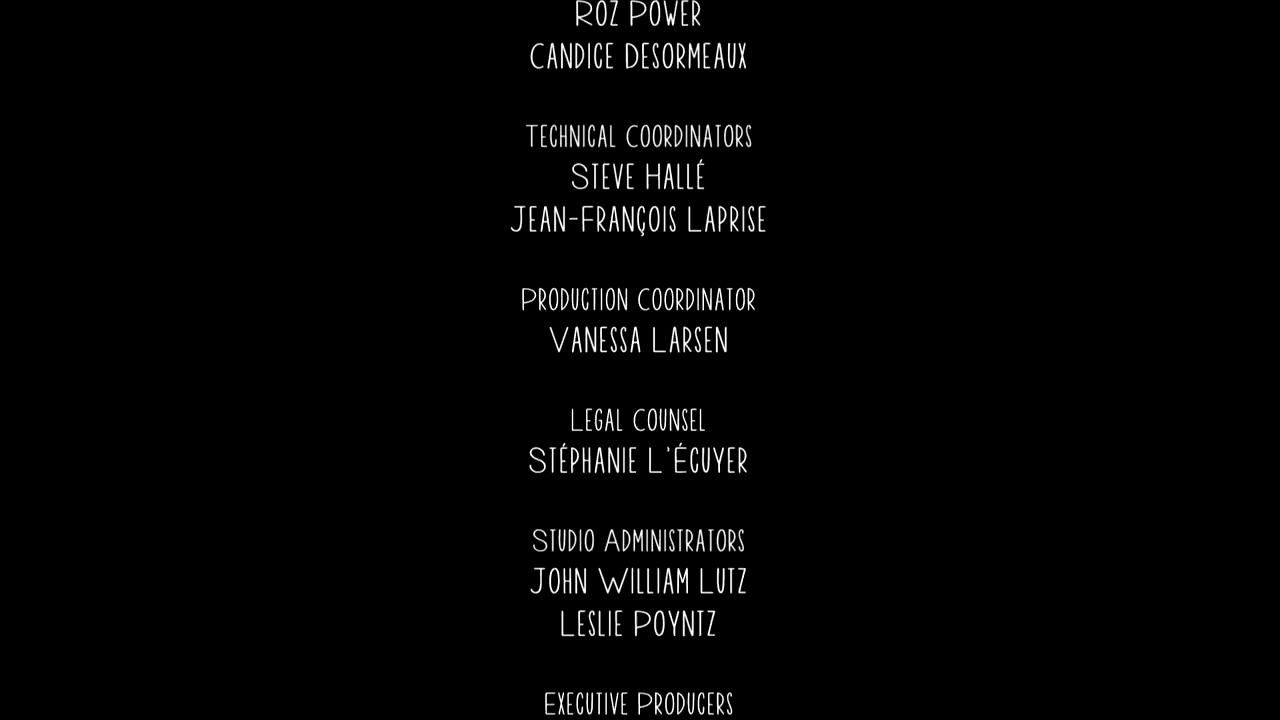 Roz Power
Candice Desormeaux
Technical Coordinators
Steve Hallé
Jean-François Laprise
Production Coordinator
Vanessa Larsen
Legal Counsel
Stéphanie L'Écuyer
Studio Administrators
John William Lutz
Leslie Poyntz
Executive Producers